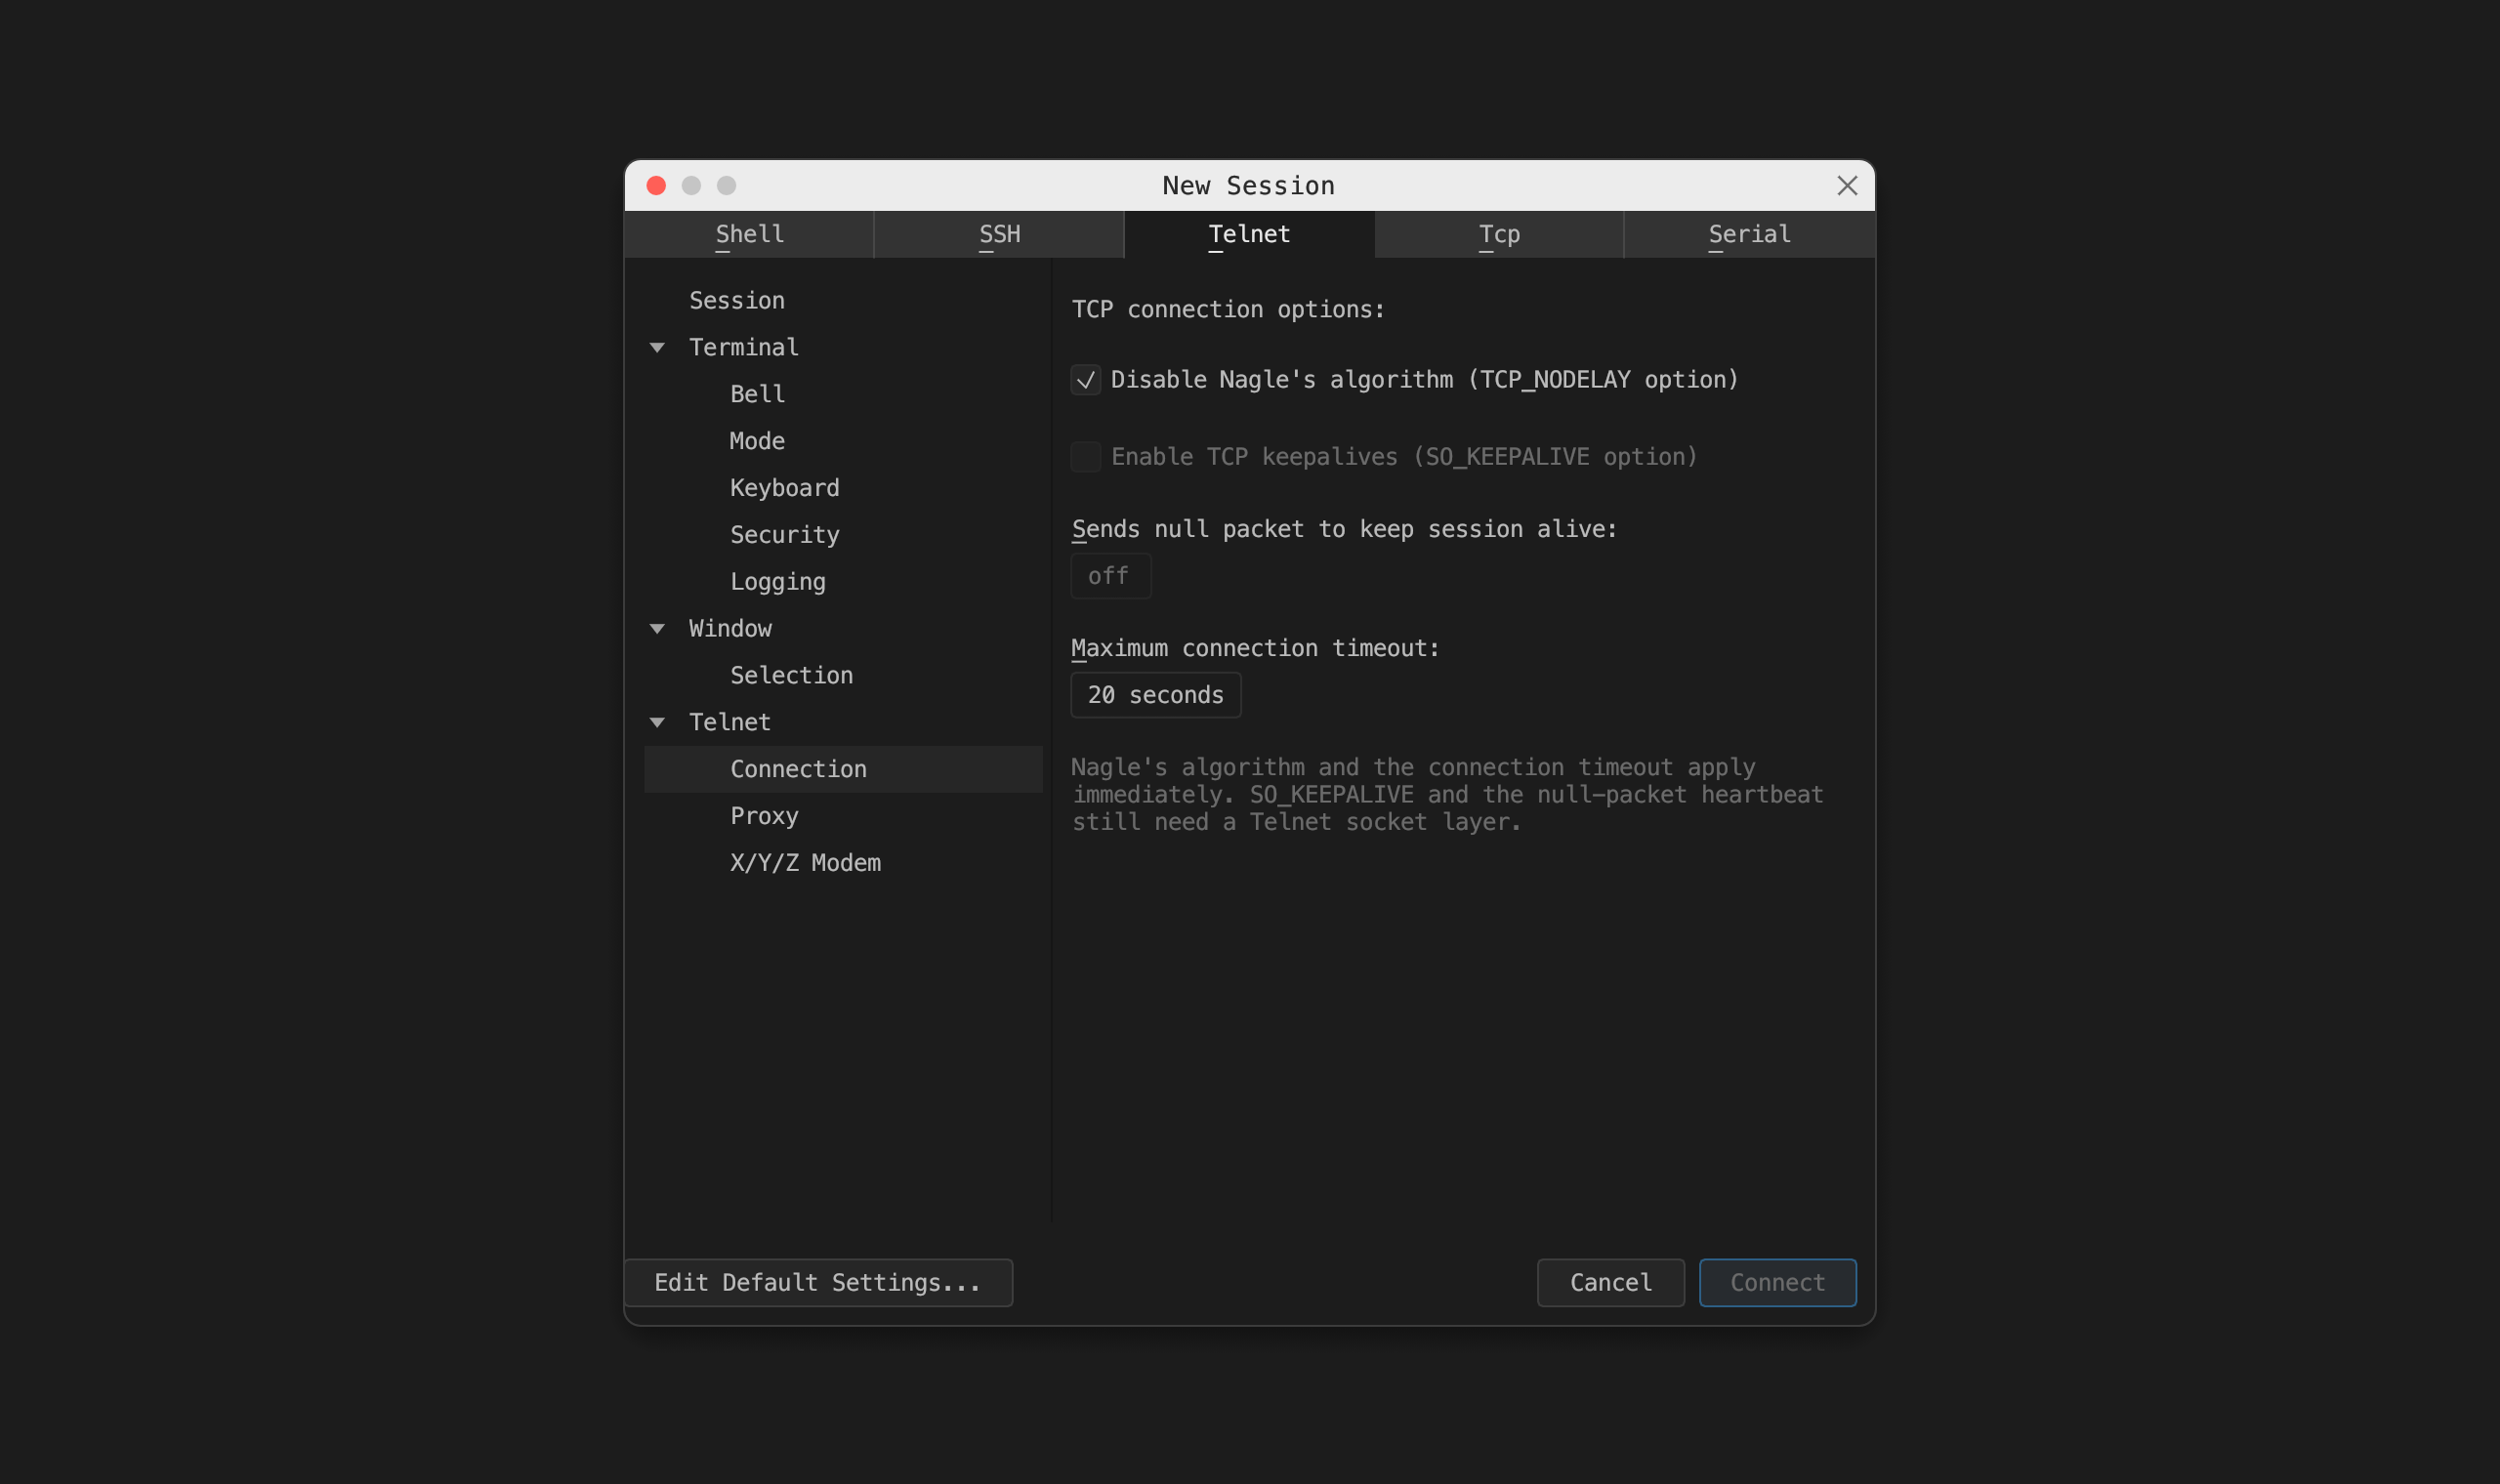 New Session
Shell
SSH
Telnet
Tcp
Serial
Session
Terminal
Bell
Mode
Keyboard
Security
Logging
Window
Selection
Telnet
Connection
Proxy
X/Y/Z Modem
TCP connection options:
Disable Nagle's algorithm (TCP_NODELAY option)
Enable TCP keepalives (SO_KEEPALIVE option)
Sends null packet to keep session alive:
off
Maximum connection timeout:
20 seconds
Nagle's algorithm and the connection timeout apply
immediately. SO_KEEPALIVE and the null-packet heartbeat
still need a Telnet socket layer.
Edit Default Settings...
Cancel
Connect